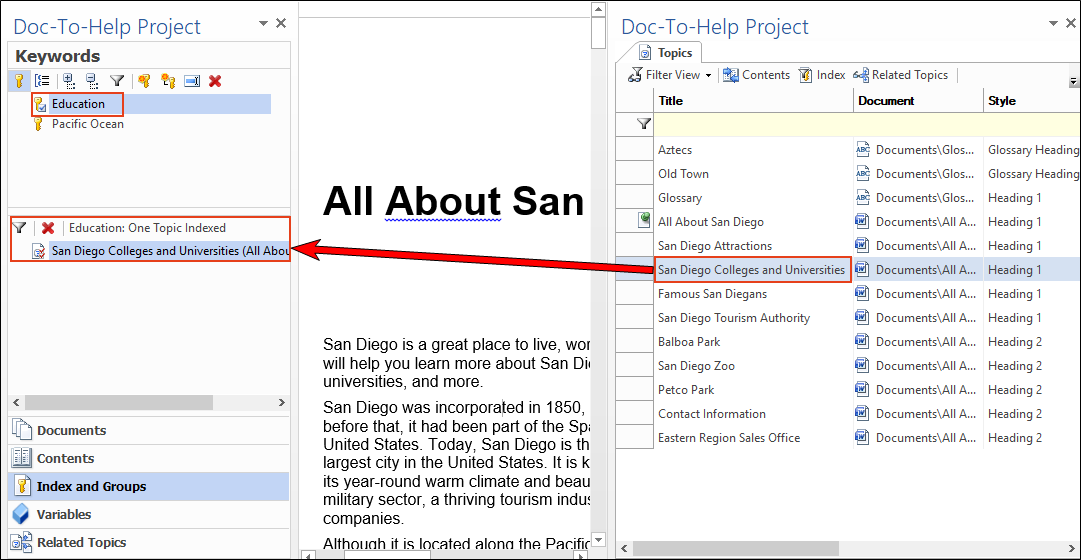 Doc-To-Help Project
Keywords
Education
Pacific Ocean
Education: One Topic Indexed
San Diego Colleges and Universities (All Abou
Documents
Contents
Index and Groups
Variables
Related Topics
All About San
San Diego is a great place to live, wor
will help you learn more about San Di
universities, and more.
San Diego was incorporated in 1850,
before that, it had been part of the Spa
United States. Today, San Diego is th
largest city in the United States. It is k
its year-round warm climate and beau
military sector, a thriving tourism indus
companies.
Although it is located along the Pacific
Doc-To-Help Project
Topics
Filter View Contents Index Related Topics
Title Document Style
Aztecs ABC Documents\Glos... Glossary Heading
Old Town ABC Documents\Glos... Glossary Heading
Glossary ABC Documents\Glos... Heading 1
All About San Diego Documents\All A... Heading 1
San Diego Attractions Documents\All A... Heading 1
San Diego Colleges and Universities Documents\All A... Heading 1
Famous San Diegans Documents\All A... Heading 1
San Diego Tourism Authority Documents\All A... Heading 1
Balboa Park Documents\All A... Heading 2
San Diego Zoo Documents\All A... Heading 2
Petco Park Documents\All A... Heading 2
Contact Information Documents\All A... Heading 2
Eastern Region Sales Office Documents\All A... Heading 2